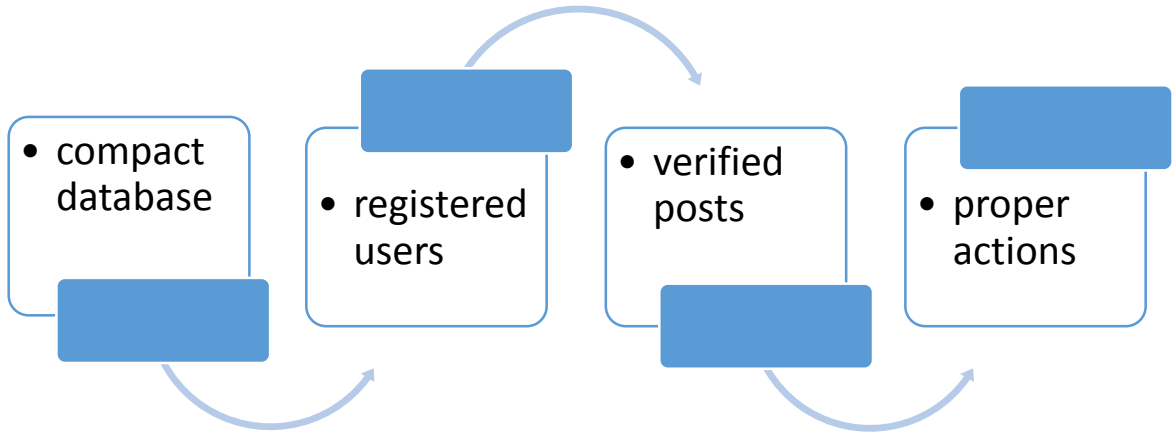 • compact
database
• registered
users
• verified
posts
• proper
actions